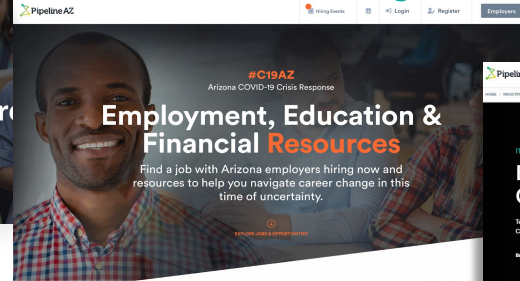 Pipeline AZ
Hiring Events
Login
Register
Employers
#C19AZ
Arizona COVID-19 Crisis Response
Employment, Education &
Financial Resources
Find a job with Arizona employers hiring now and
resources to help you navigate career change in this
time of uncertainty.
EXPLORE JOBS & OPPORTUNITIES
HOME